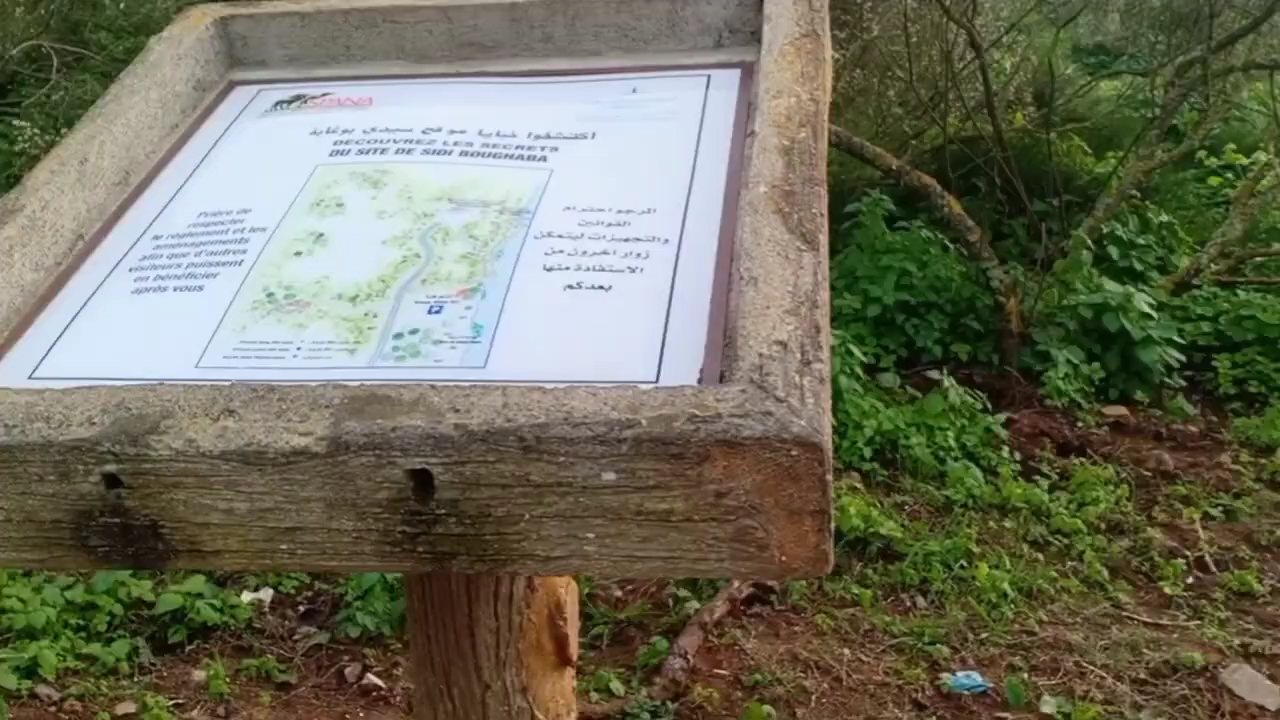 SPANA
اكتشفوا خبايا موقع سيدي بوغابة
DECOUVREZ LES SECRETS
DU SITE DE SIDI BOUGHABA
Prière de
respecter
le règlement et les
aménagements
afin que d'autres
visiteurs puissent
en bénéficier
après vous
المرجو احترام
القوانين
والتجهيزات ليتمكن
زوار آخرون من
الاستفادة منها
بعدكم
P